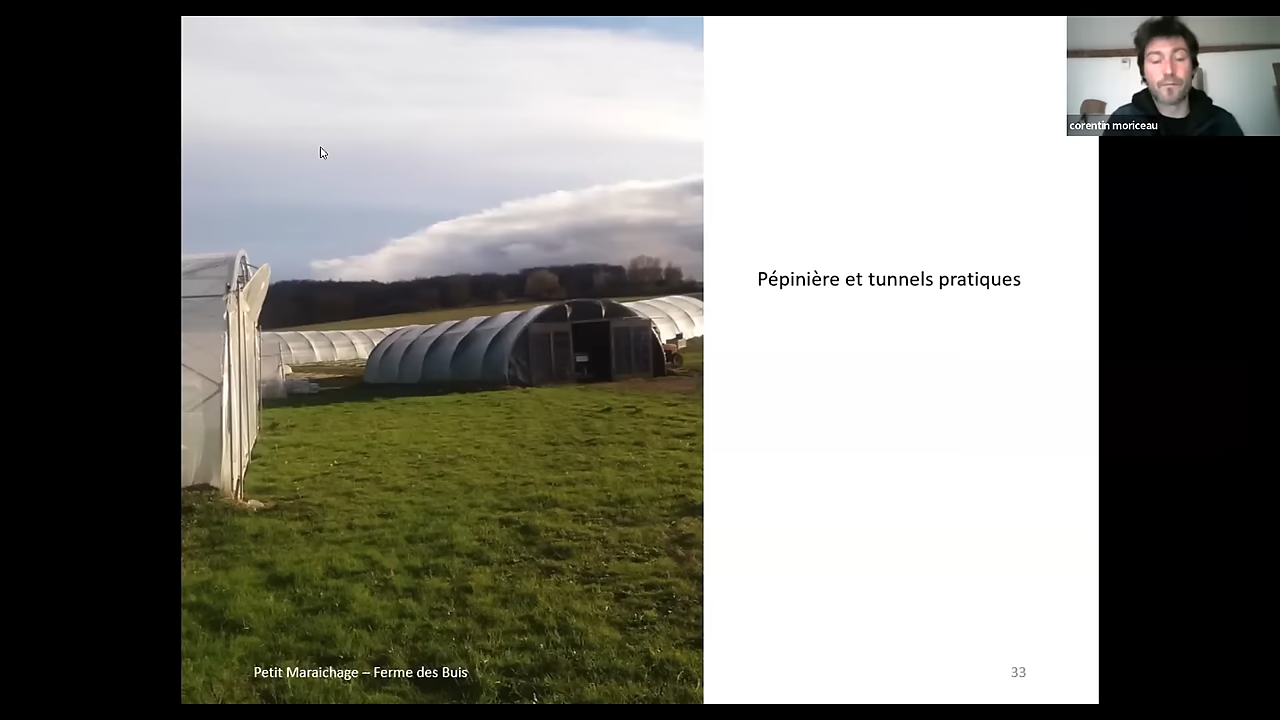 corentin moriceau
Pépinière et tunnels pratiques
Petit Maraichage – Ferme des Buis
33